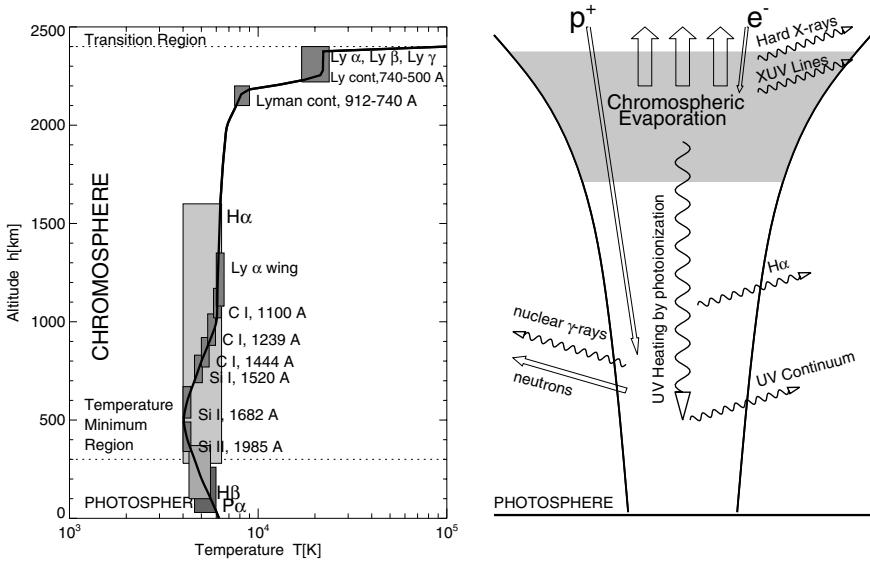 2500
2000
1500
1000
500
0
Altitude h[km]
CHROMOSPHERE
Transition Region
Ly α, Ly β, Ly γ
Ly cont,740-500 A
Lyman cont, 912-740 A
Hα
Ly α wing
C I, 1100 A
C I, 1239 A
C I, 1444 A
Si I, 1520 A
Temperature
Minimum
Region
Si I, 1682 A
Si II, 1985 A
Hβ
Pα
PHOTOSPHER
10³
10⁴
10⁵
Temperature T[K]
p⁺
e⁻
Hard X-rays
XUV Lines
Chromospheric
Evaporation
UV Heating by photoionization
Hα
nuclear γ-rays
neutrons
UV Continuum
PHOTOSPHERE